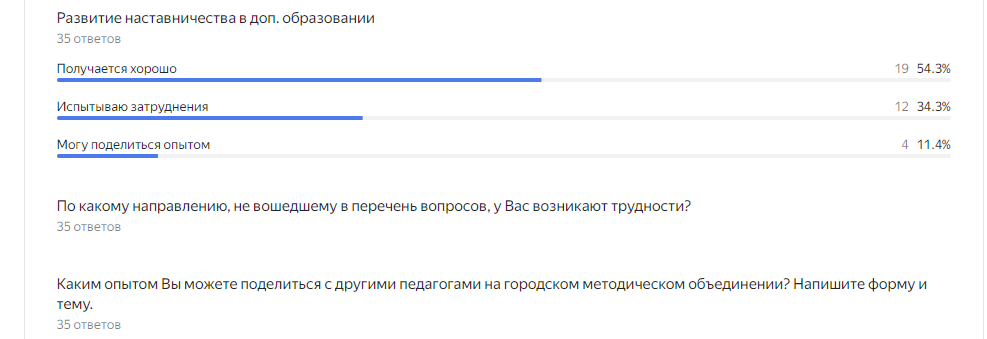 Развитие наставничества в доп. образовании
35 ответов
Получается хорошо 19 54.3%
Испытываю затруднения 12 34.3%
Могу поделиться опытом 4 11.4%
По какому направлению, не вошедшему в перечень вопросов, у Вас возникают трудности?
35 ответов
Каким опытом Вы можете поделиться с другими педагогами на городском методическом объединении? Напишите форму и
тему.
35 ответов